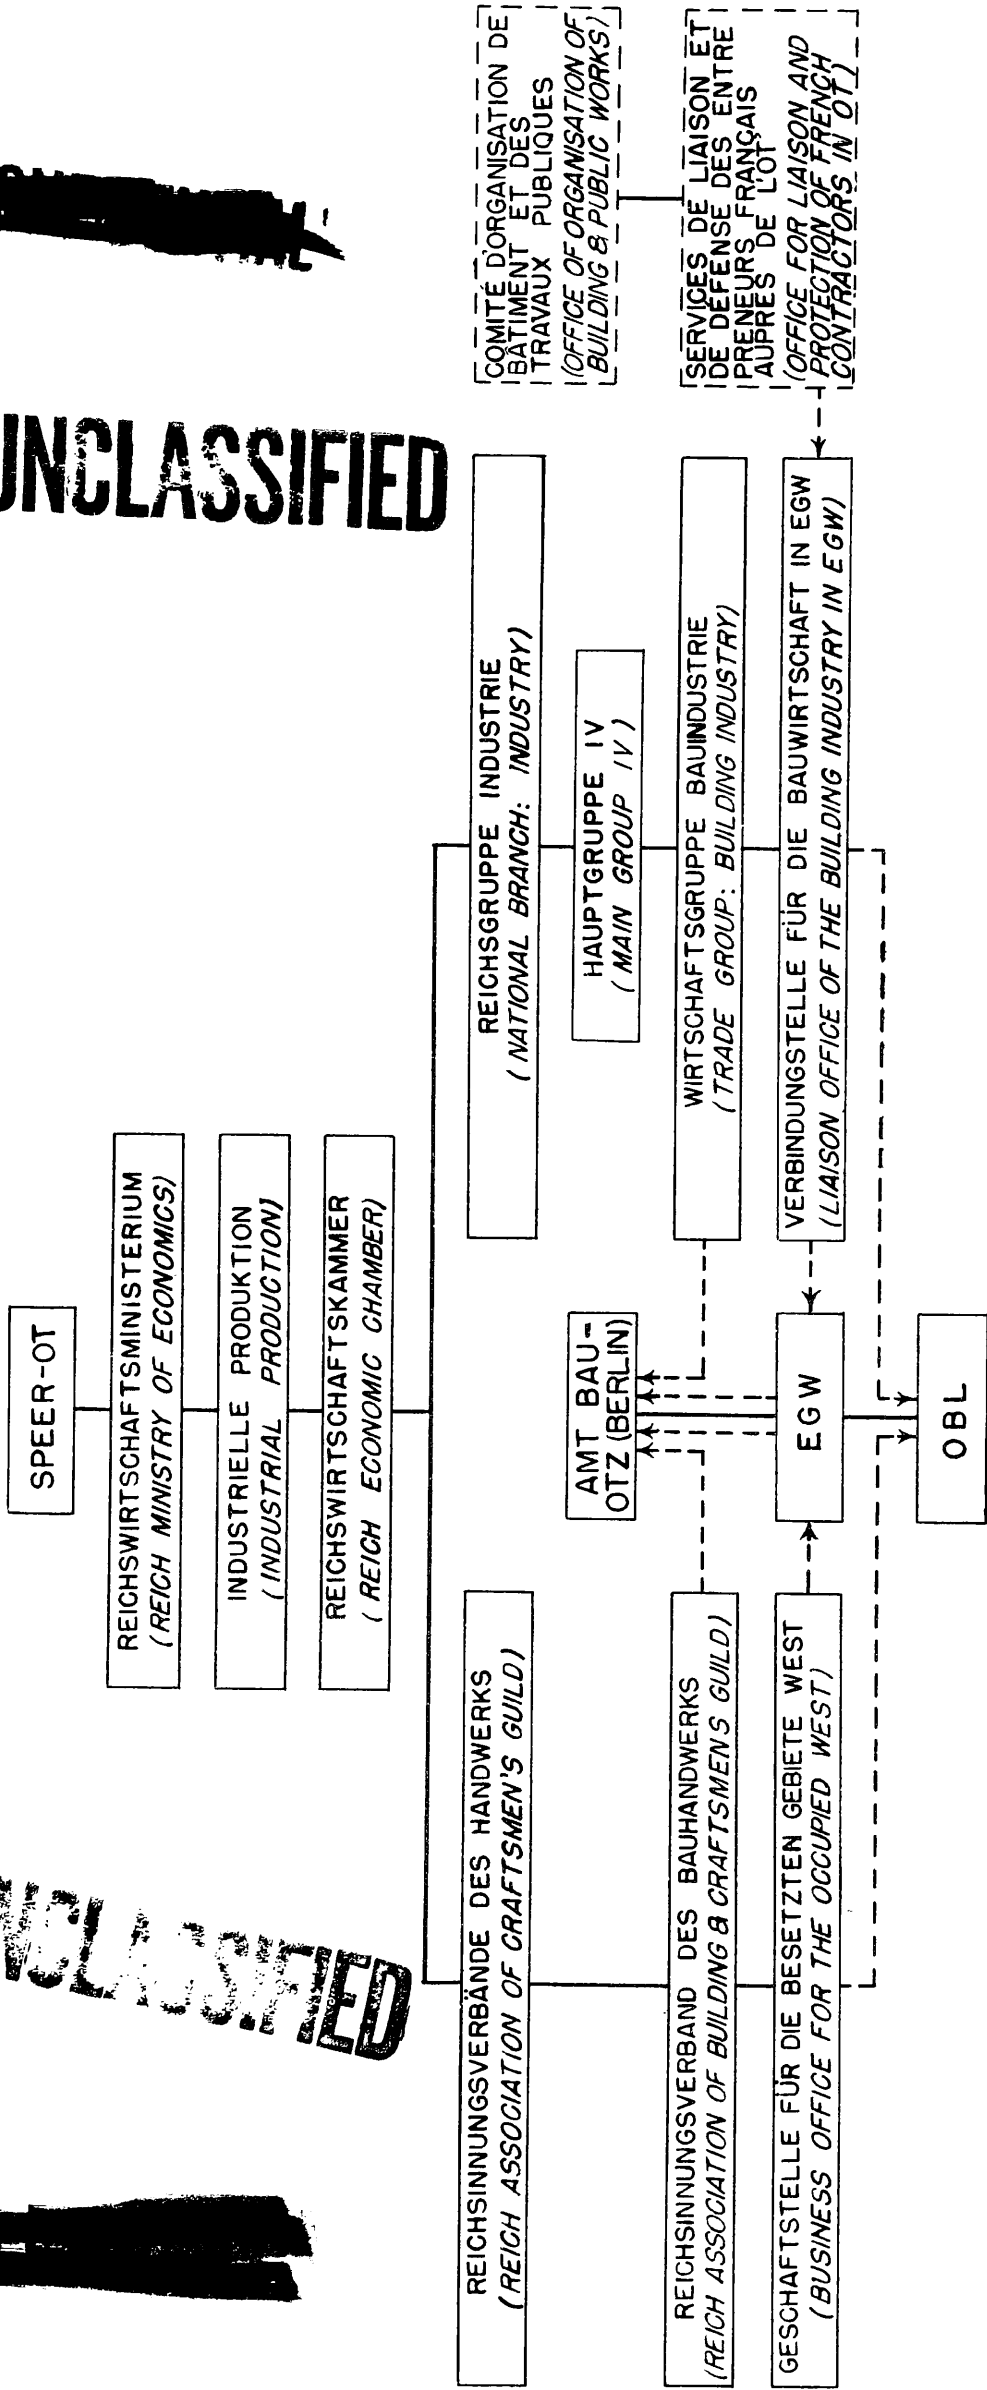 UNCLASSIFIED
SPEER-OT
REICHSWIRTSCHAFTSMINISTERIUM
(REICH MINISTRY OF ECONOMICS)
INDUSTRIELLE PRODUKTION
(INDUSTRIAL PRODUCTION)
REICHSWIRTSCHAFTSKAMMER
(REICH ECONOMIC CHAMBER)
REICHSINNUNGSVERBÄNDE DES HANDWERKS
(REICH ASSOCIATION OF CRAFTSMEN'S GUILD)
REICHSGRUPPE INDUSTRIE
(NATIONAL BRANCH: INDUSTRY)
COMITÉ D'ORGANISATION DE
BÂTIMENT ET DES
TRAVAUX PUBLIQUES
(OFFICE OF ORGANISATION OF
BUILDING & PUBLIC WORKS)
HAUPTGRUPPE IV
(MAIN GROUP IV)
AMT BAU-
OTZ (BERLIN)
REICHSINNUNGSVERBAND DES BAUHANDWERKS
(REICH ASSOCIATION OF BUILDING & CRAFTSMENS GUILD)
WIRTSCHAFTSGRUPPE BAUINDUSTRIE
(TRADE GROUP: BUILDING INDUSTRY)
SERVICES DE LIAISON ET
DE DÉFENSE DES ENTRE
PRENEURS FRANÇAIS
AUPRÈS DE L'OT
(OFFICE FOR LIAISON AND
PROTECTION OF FRENCH
CONTRACTORS IN OT)
GESCHAFTSTELLE FÜR DIE BESETZTEN GEBIETE WEST
(BUSINESS OFFICE FOR THE OCCUPIED WEST)
EGW
VERBINDUNGSTELLE FÜR DIE BAUWIRTSCHAFT IN EGW
(LIAISON OFFICE OF THE BUILDING INDUSTRY IN EGW)
OBL
UNCLASSIFIED